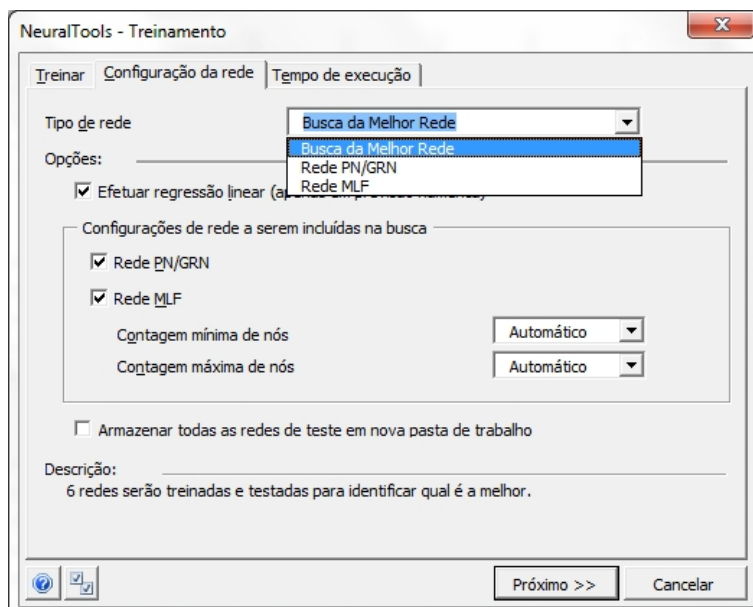 NeuralTools - Treinamento
Treinar Configuração da rede Tempo de execução
Tipo de rede Busca da Melhor Rede
Busca da Melhor Rede
Opções:
Rede PN/GRN
Rede MLF
Efetuar regressão linear
Configurações de rede a serem incluídas na busca
Rede PN/GRN
Rede MLF
Contagem mínima de nós Automático
Contagem máxima de nós Automático
Armazenar todas as redes de teste em nova pasta de trabalho
Descrição:
6 redes serão treinadas e testadas para identificar qual é a melhor.
Próximo >> Cancelar